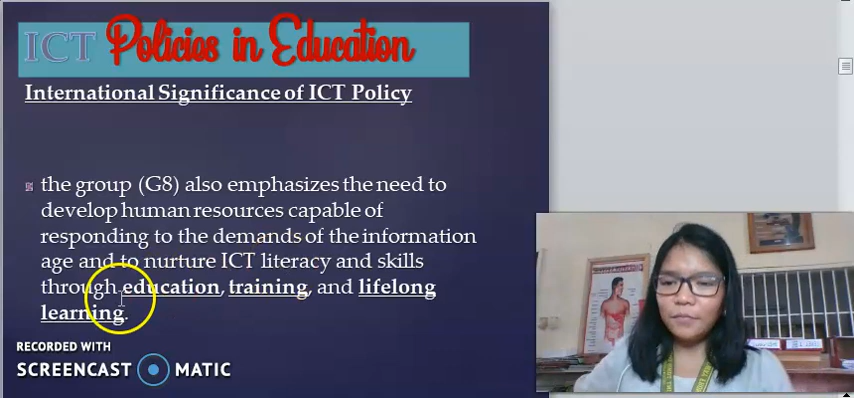 ICT Policies in Education
International Significance of ICT Policy
the group (G8) also emphasizes the need to
develop human resources capable of
responding to the demands of the information
age and to nurture ICT literacy and skills
through education, training, and lifelong
learning.
RECORDED WITH
SCREENCAST MATIC